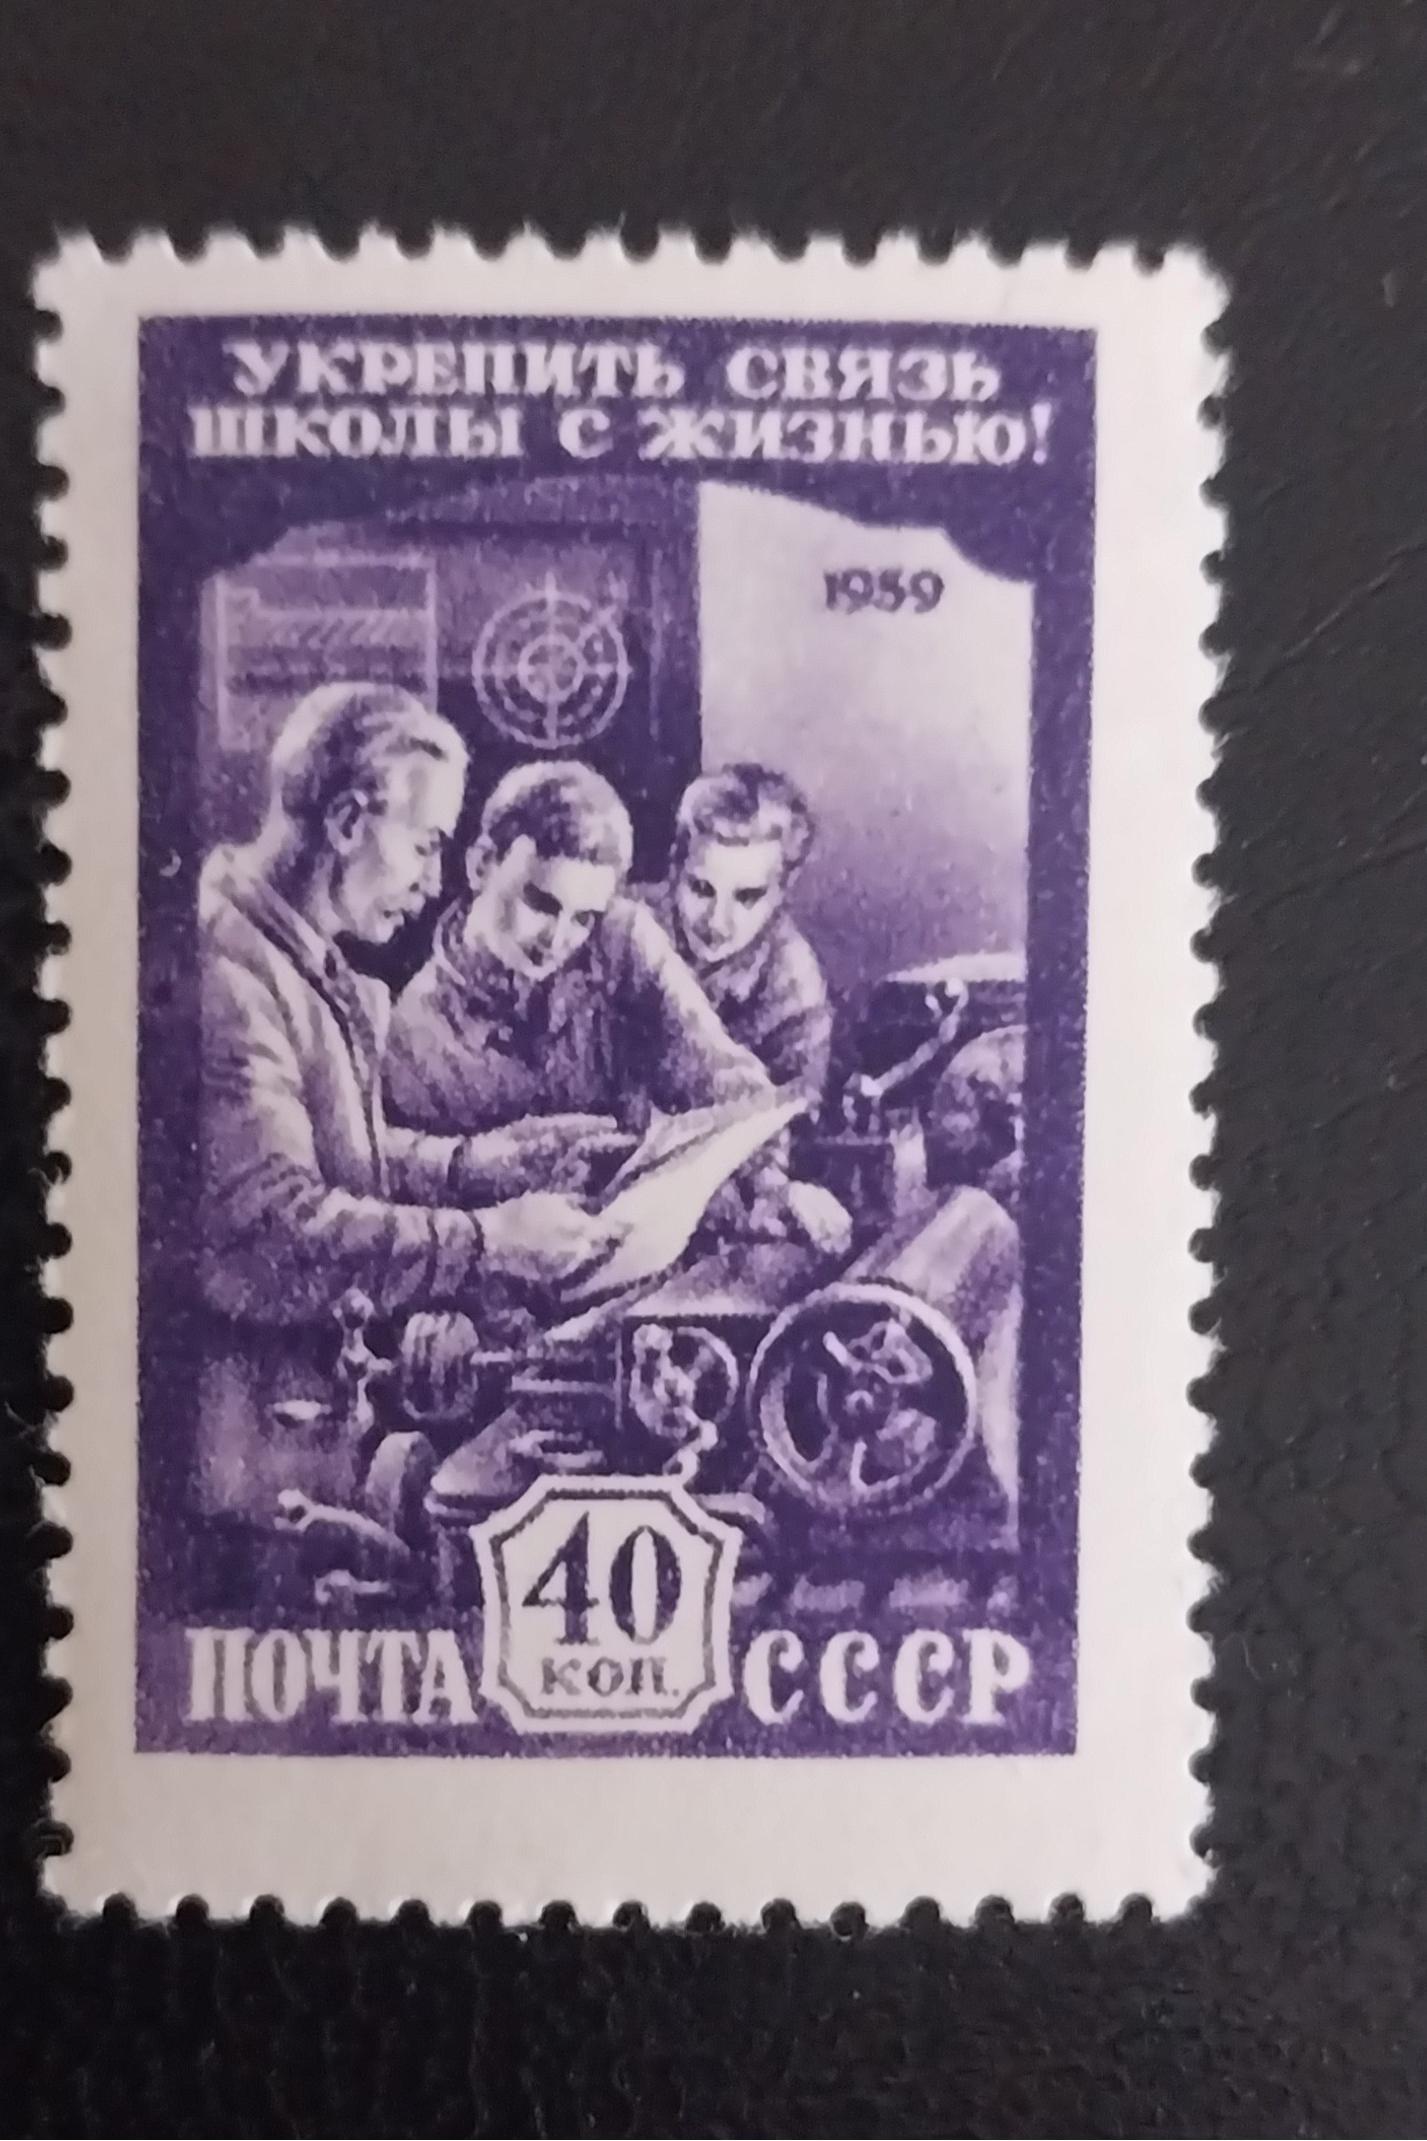 УКРЕПИТЬ СВЯЗЬ
ШКОЛЫ С ЖИЗНЬЮ!
1959
40
КОП.
ПОЧТА СССР